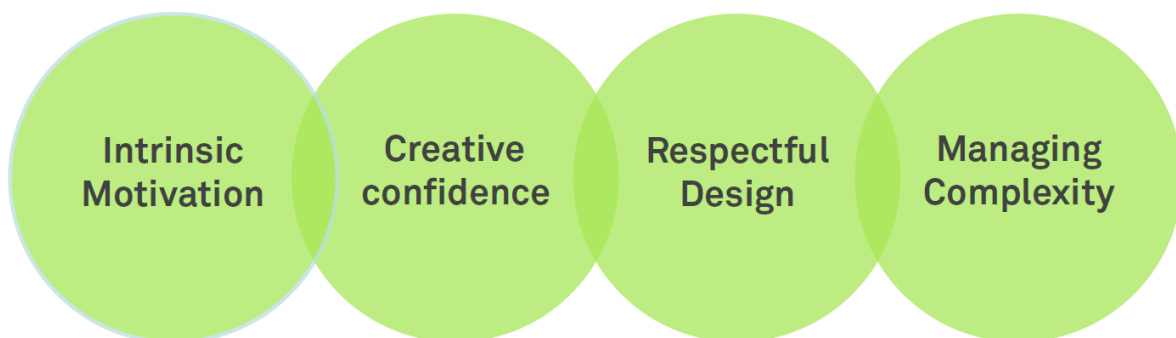 Intrinsic
Motivation
Creative
confidence
Respectful
Design
Managing
Complexity